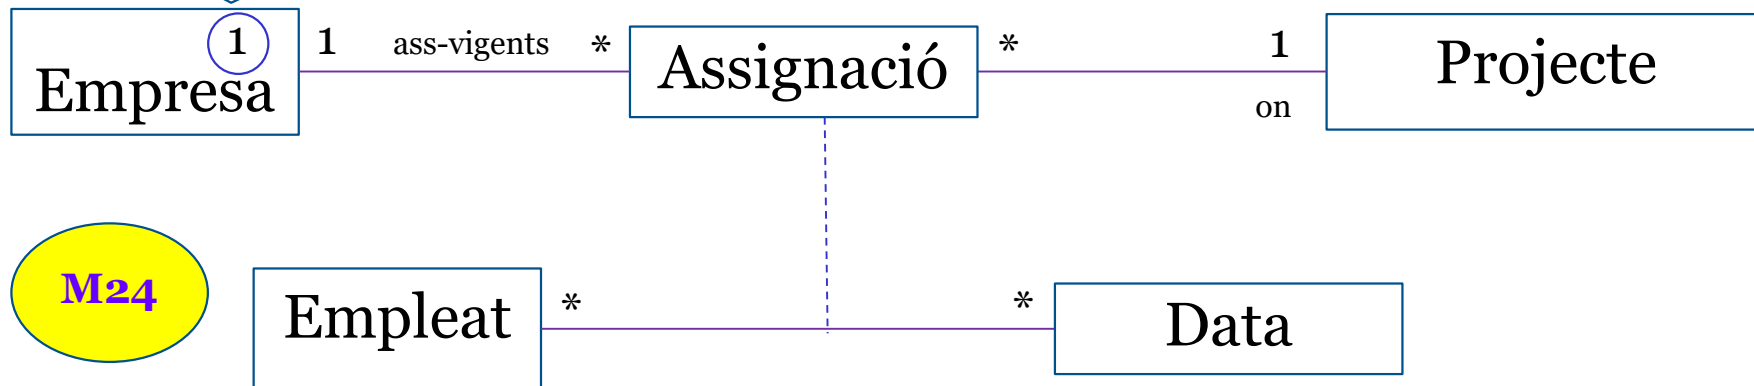 1
Empresa
1 ass-vigents *
Assignació
* 1
on
Projecte
M24
Empleat
* *
Data